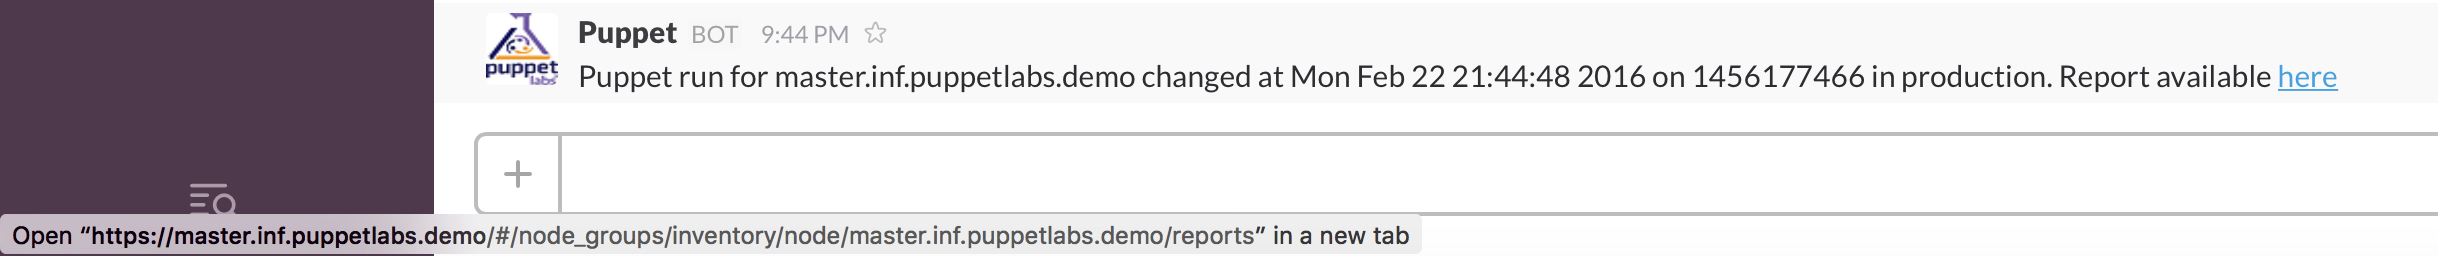 Puppet BOT 9:44 PM
puppet
labs
Puppet run for master.inf.puppetlabs.demo changed at Mon Feb 22 21:44:48 2016 on 1456177466 in production. Report available here
Open “https://master.inf.puppetlabs.demo/#/node_groups/inventory/node/master.inf.puppetlabs.demo/reports” in a new tab